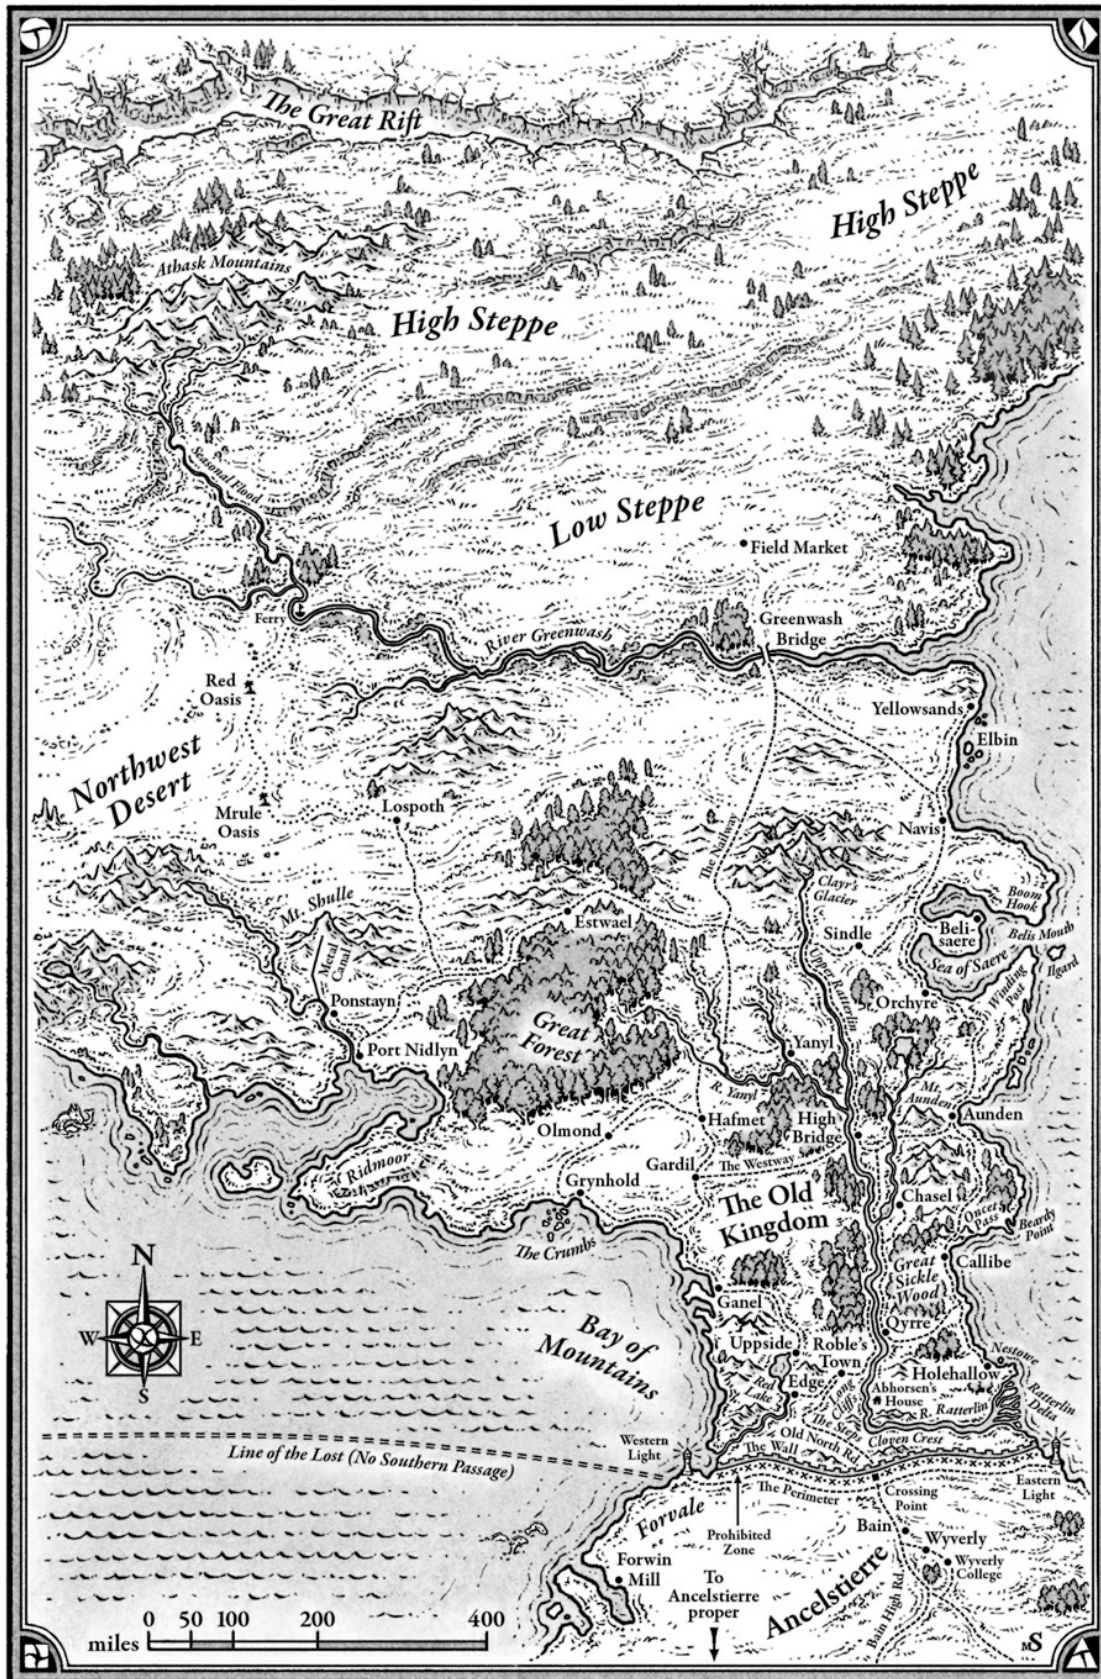 The Great Rift
High Steppe
Athask Mountains
High Steppe
Seasonal Flood
Low Steppe
Field Market
Ferry
River Greenwash
Greenwash
Bridge
Red
Oasis
Yellowsands
Elbin
Northwest
Desert
Mrule
Oasis
Lospoth
Navis
The Nailway
Clayr's
Glacier
Boom
Hook
Mt. Shulle
Metal
Canal
Estwael
Sindle
Beli-
saere
Belis Mouth
Upper Ratterlin
Sea of Saere
Ilgard
Winding
Post
Ponstayn
Orchyre
Great
Forest
Port Nidlyn
Yanyl
R. Yanyl
Mt.
Aunden
Aunden
Olmond
Hafmet
High
Bridge
Ridmoor
Gardil
The Westway
Grynhold
The Old
Kingdom
Chasel
Oncet
Pass
Beardy
Point
The Crumbs
Great
Sickle
Wood
Callibe
N
W
E
S
Ganel
Bay of
Mountains
Qyrre
Uppside
Roble's
Town
Nestowe
Holehallow
Red
Lake
Edge
Long
Cliffs
Abhorsen's
House
R. Ratterlin
Ratterlin
Delta
The Steps
Old North Rd.
Cloven Crest
Western
Light
The Wall
Line of the Lost (No Southern Passage)
The Perimeter
Crossing
Point
Eastern
Light
Forvale
Prohibited
Zone
Bain
Wyverly
Wyverly
College
Forwin
Mill
To
Ancelstierre
proper
Ancelstierre
Bain High Rd.
0 50 100 200 400
miles
MS